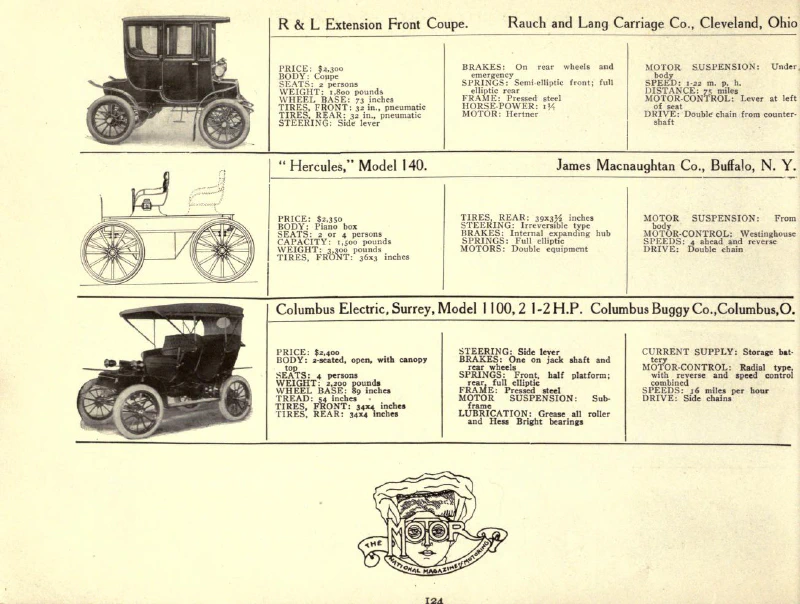 R & L Extension Front Coupe. Rauch and Lang Carriage Co., Cleveland, Ohio
PRICE: $4,300
BODY: Coupe
SEATS: 2 persons
WEIGHT: 1,800 pounds
WHEEL BASE: 73 inches
TIRES, FRONT: 32 in., pneumatic
TIRES, REAR: 32 in., pneumatic
STEERING: Side lever
BRAKES: On rear wheels and
emergency
SPRINGS: Semi-elliptic front; full
elliptic rear
FRAME: Pressed steel
HORSE-POWER: 1¼
MOTOR: Hertner
MOTOR SUSPENSION: Under
body
SPEED: 1-22 m. p. h.
DISTANCE: 75 miles
MOTOR-CONTROL: Lever at left
of seat
DRIVE: Double chain from counter-
shaft
"Hercules," Model 140. James Macnaughtan Co., Buffalo, N. Y.
PRICE: $2,350
BODY: Piano box
SEATS: 2 or 4 persons
CAPACITY: 1,500 pounds
WEIGHT: 3,300 pounds
TIRES, FRONT: 36x3 inches
TIRES, REAR: 39x3½ inches
STEERING: Irreversible type
BRAKES: Internal expanding hub
SPRINGS: Full elliptic
MOTORS: Double equipment
MOTOR SUSPENSION: From
body
MOTOR-CONTROL: Westinghouse
SPEEDS: 4 ahead and reverse
DRIVE: Double chain
Columbus Electric, Surrey, Model 1100, 2 1-2 H.P. Columbus Buggy Co., Columbus, O.
PRICE: $2,400
BODY: 2-seated, open, with canopy
top
SEATS: 4 persons
WEIGHT: 2,200 pounds
WHEEL BASE: 89 inches
TREAD: 54 inches
TIRES, FRONT: 34x4 inches
TIRES, REAR: 34x4 inches
STEERING: Side lever
BRAKES: One on jack shaft and
rear wheels
SPRINGS: Front, half platform;
rear, full elliptic
FRAME: Pressed steel
MOTOR SUSPENSION: Sub-
frame
LUBRICATION: Grease all roller
and Hess Bright bearings
CURRENT SUPPLY: Storage bat-
tery
MOTOR-CONTROL: Radial type,
with reverse and speed control
combined
SPEEDS: 16 miles per hour
DRIVE: Side chains
MOTOR
THE NATIONAL MAGAZINE OF MOTORING
124